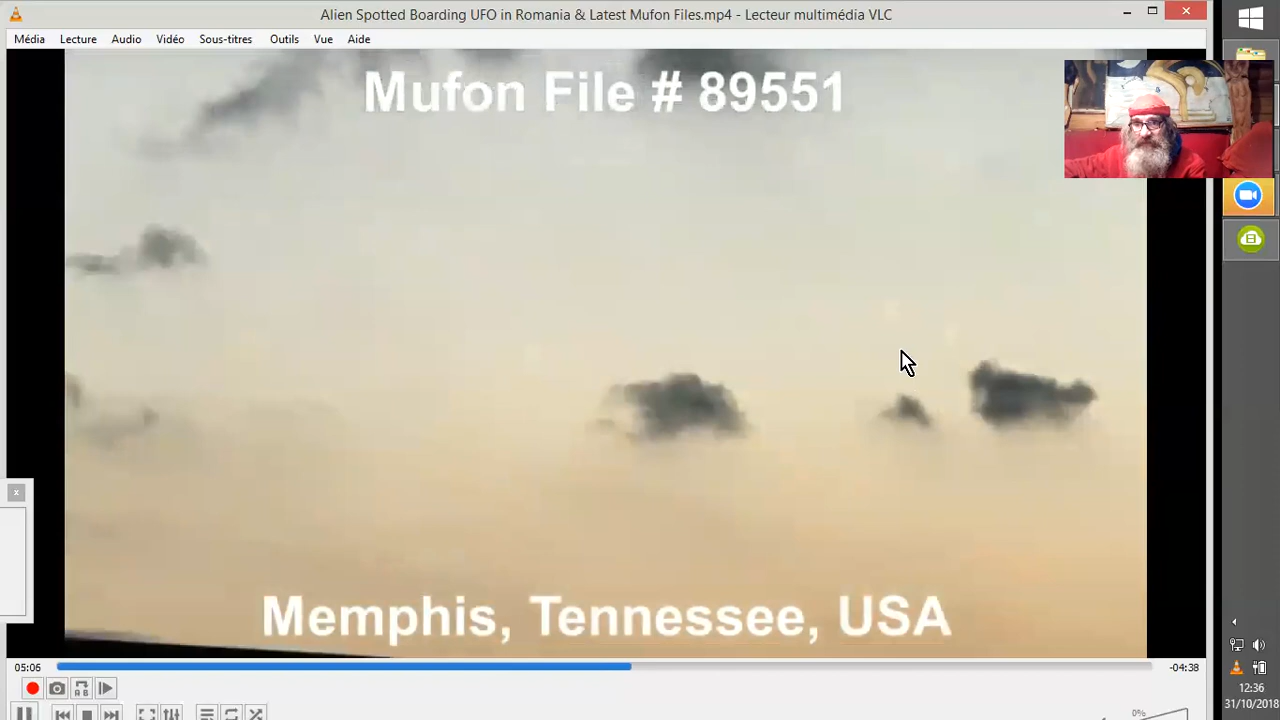 Alien Spotted Boarding UFO in Romania & Latest Mufon Files.mp4 - Lecteur multimédia VLC
Média Lecture Audio Vidéo Sous-titres Outils Vue Aide
Mufon File # 89551
Memphis, Tennessee, USA
05:06
-04:38
0%
12:36
31/10/2018